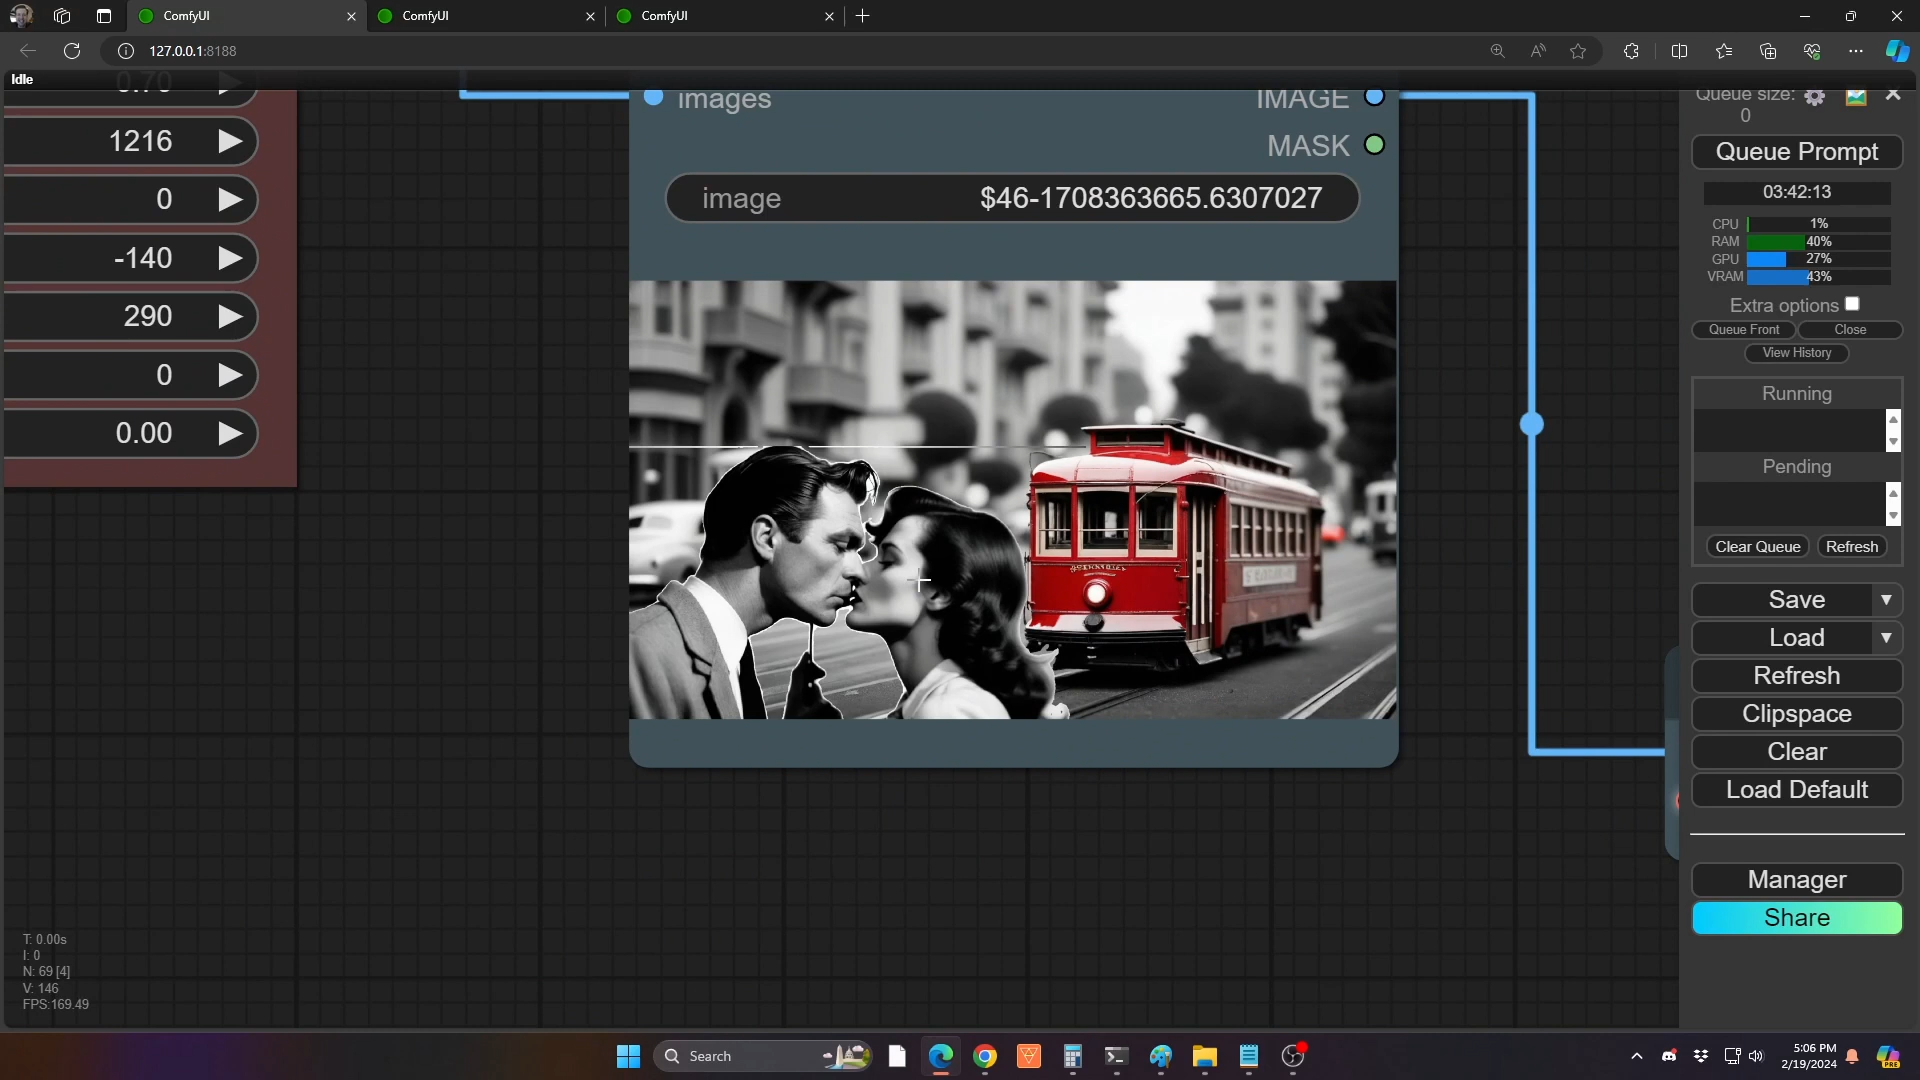 ComfyUI
ComfyUI
ComfyUI
127.0.0.1:8188
Idle
0.70
1216
0
-140
290
0
0.00
images
IMAGE
MASK
image $46-1708363665.6307027
Queue size:
0
Queue Prompt
03:42:13
CPU 1%
RAM 40%
GPU 27%
VRAM 43%
Extra options
Queue Front Close
View History
Running
Pending
Clear Queue Refresh
Save ▼
Load ▼
Refresh
Clipspace
Clear
Load Default
Manager
Share
T: 0.00s
I: 0
N: 69 [4]
V: 146
FPS:169.49
Search
5:06 PM
2/19/2024
PRE